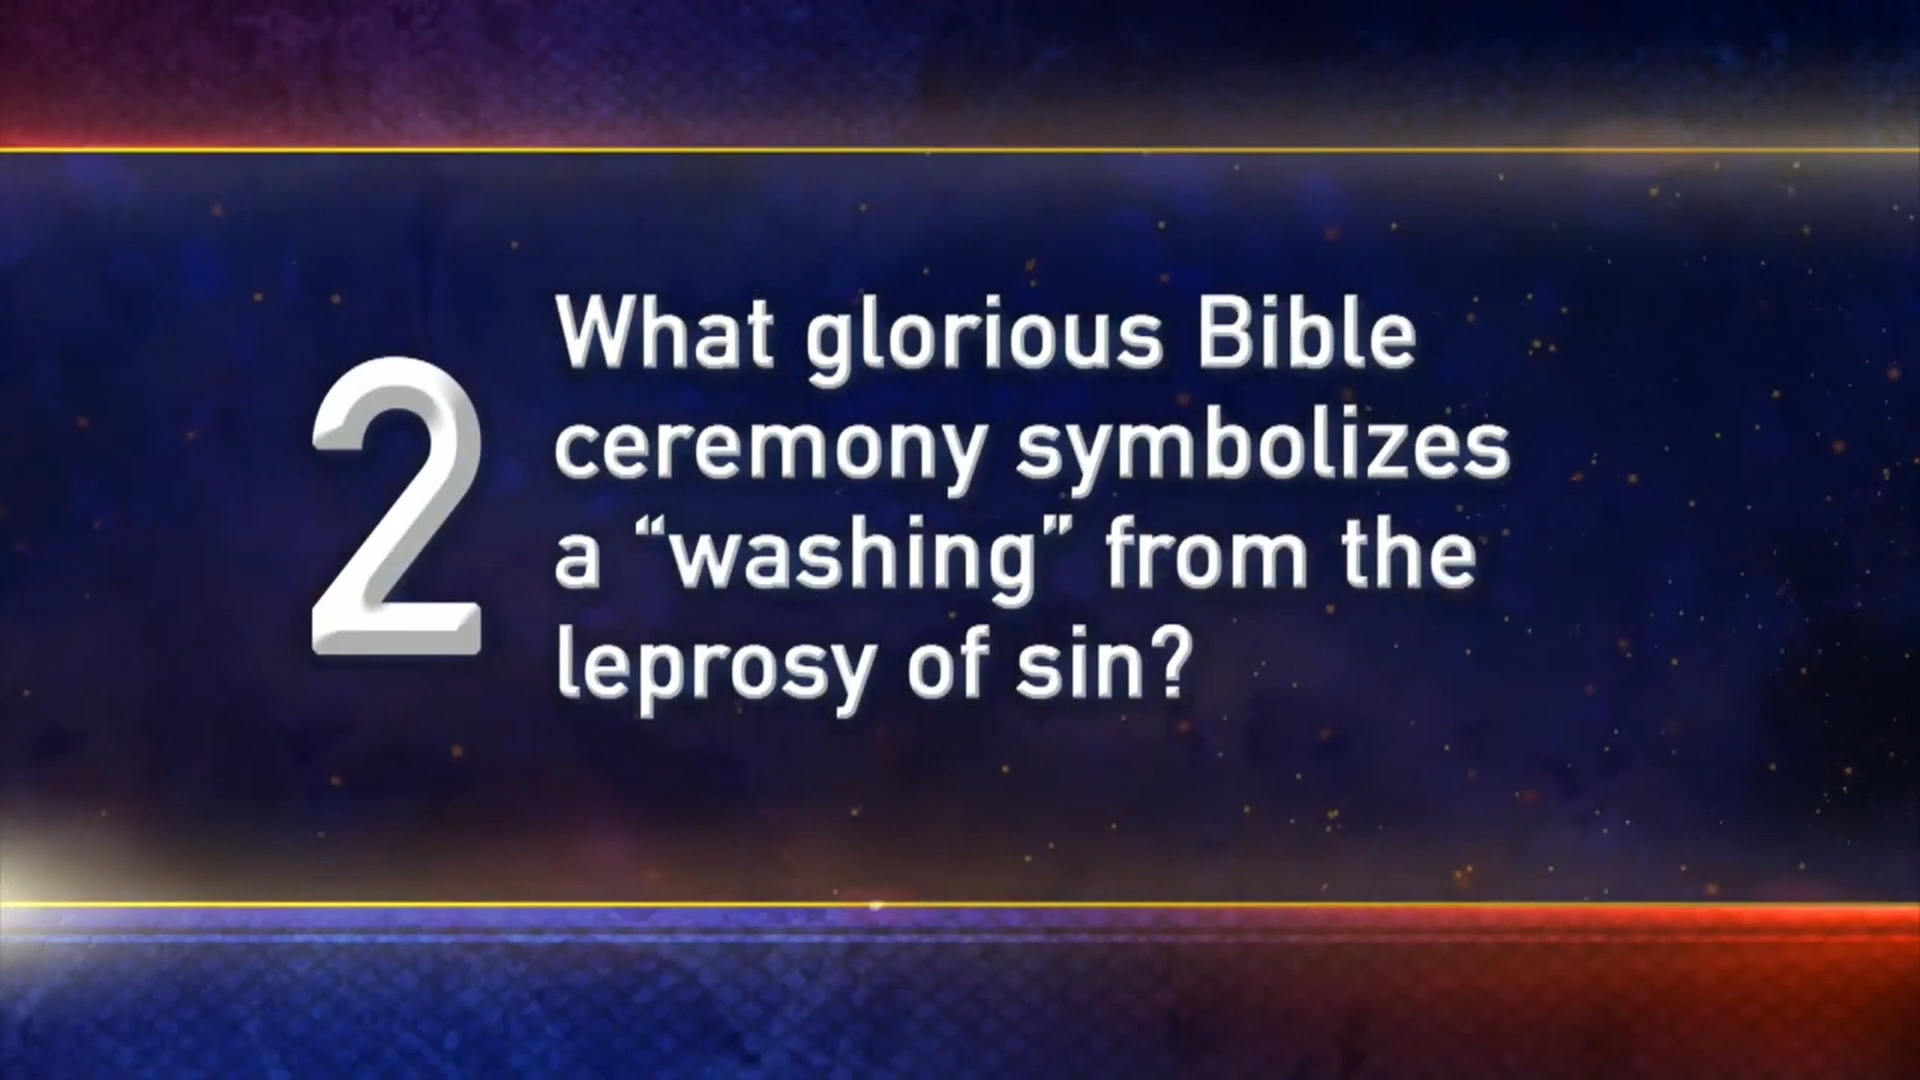 2
What glorious Bible
ceremony symbolizes
a “washing” from the
leprosy of sin?